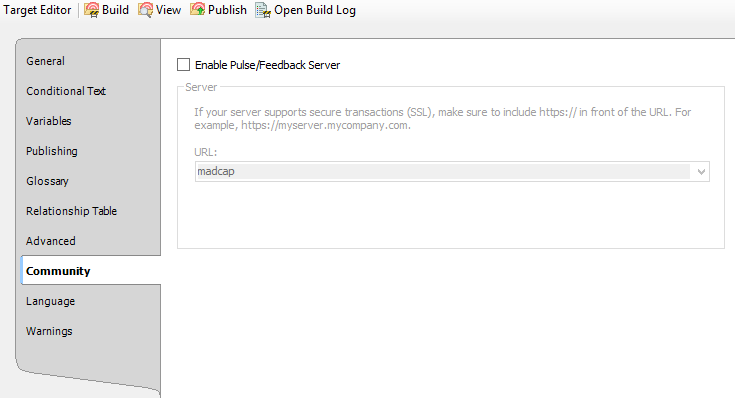 Target Editor Build View Publish Open Build Log
General
Conditional Text
Variables
Publishing
Glossary
Relationship Table
Advanced
Community
Language
Warnings
Enable Pulse/Feedback Server
Server
If your server supports secure transactions (SSL), make sure to include https:// in front of the URL. For
example, https://myserver.mycompany.com.
URL:
madcap